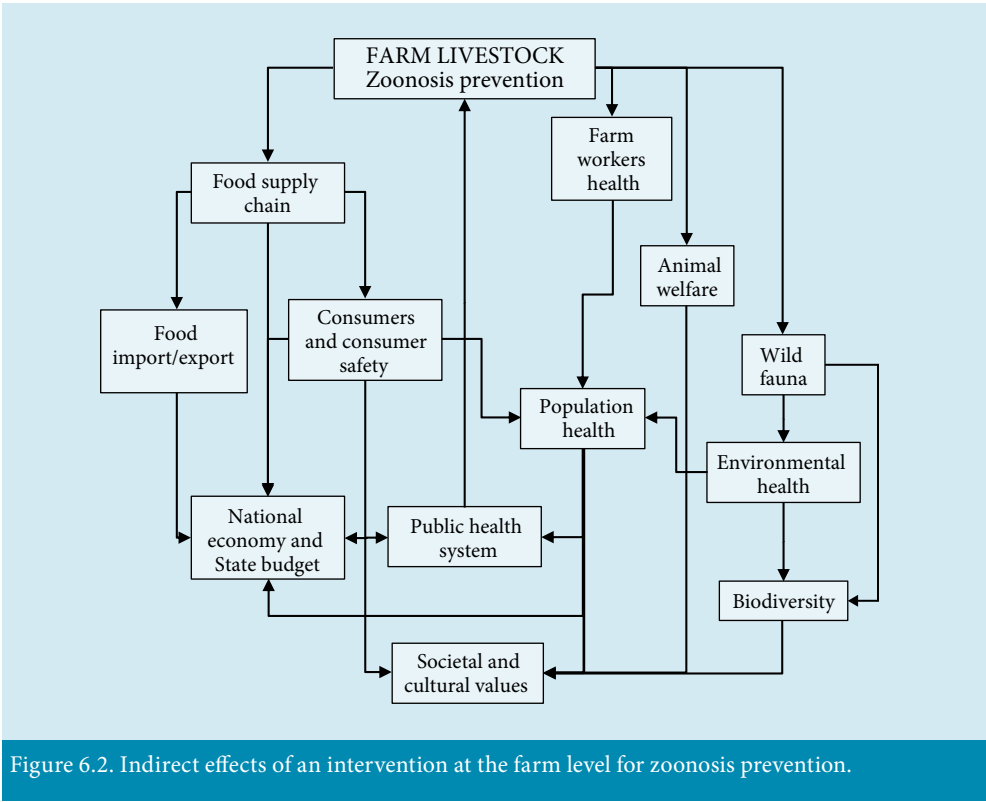 FARM LIVESTOCK
Zoonosis prevention
Farm
workers
health
Food supply
chain
Animal
welfare
Consumers
and consumer
safety
Food
import/export
Wild
fauna
Population
health
Environmental
health
National
economy and
State budget
Public health
system
Biodiversity
Societal and
cultural values
Figure 6.2. Indirect effects of an intervention at the farm level for zoonosis prevention.